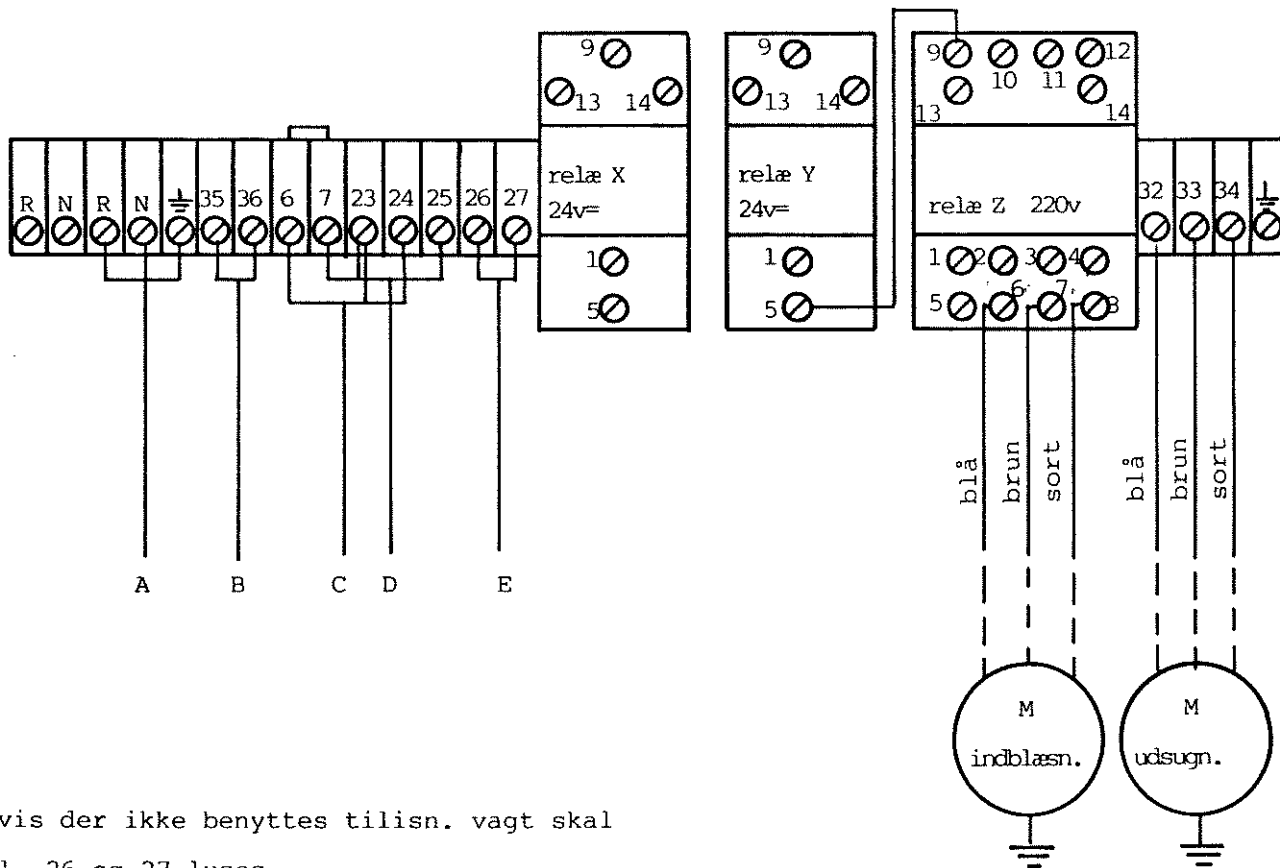 9
13 14
9
13 14
9 10 11 12
13 14
R N R N 35 36 6 7 23 24 25 26 27
relæ X
24v=
relæ Y
24v=
relæ Z 220v
32 33 34
1
5
1
5
1 2 3 4
5 6 7 8
blå
brun
sort
blå
brun
sort
A B C D E
M
indblæsn.
M
udsugn.
vis der ikke benyttes tilisn. vagt skal
26 og 27